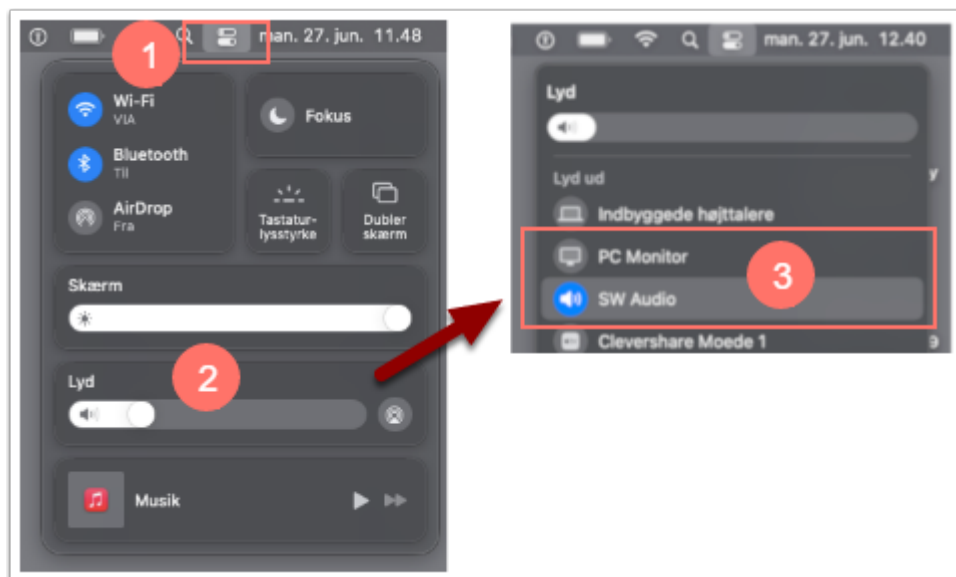 1
man. 27. jun. 11.48
Wi-Fi
VIA
Bluetooth
Til
AirDrop
Fra
Fokus
Tastatur-
lysstyrke
Dubler
skærm
Skærm
Lyd
2
Musik
man. 27. jun. 12.40
Lyd
Lyd ud
Indbyggede højttalere
PC Monitor
3
SW Audio
Clevershare Moede 1